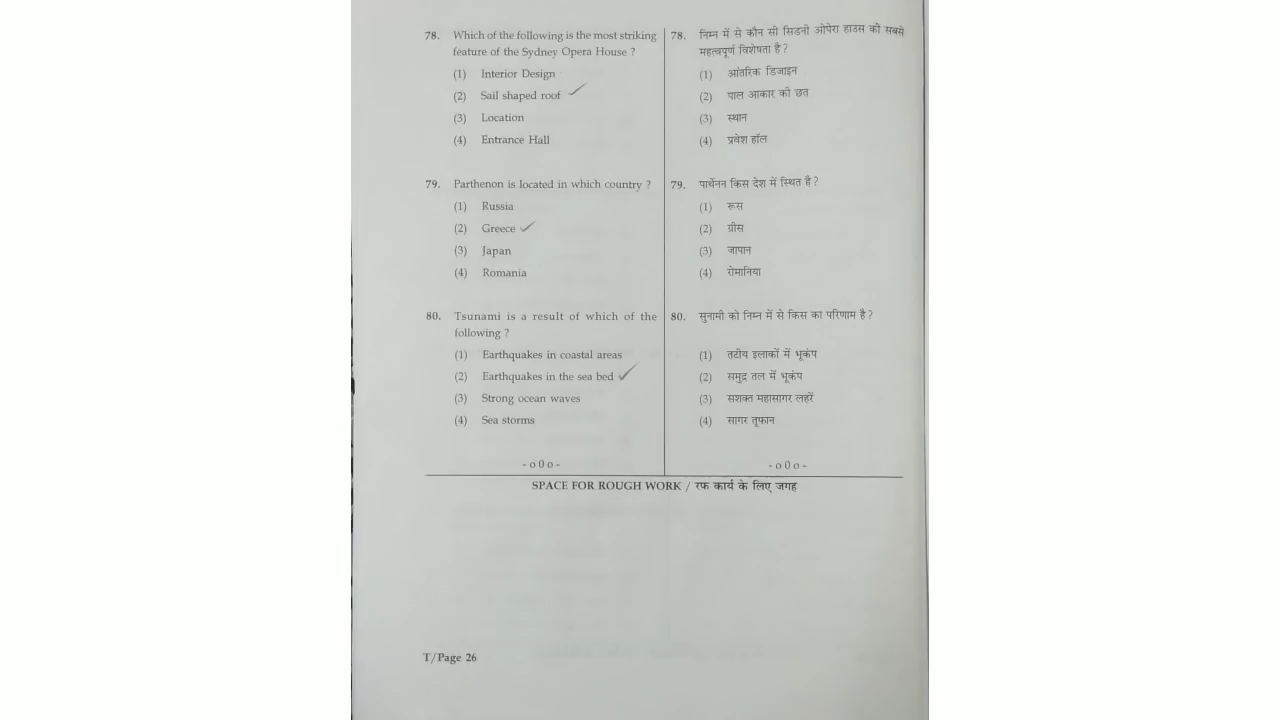 78. Which of the following is the most striking
feature of the Sydney Opera House ?
(1) Interior Design
(2) Sail shaped roof
(3) Location
(4) Entrance Hall
79. Parthenon is located in which country ?
(1) Russia
(2) Greece
(3) Japan
(4) Romania
80. Tsunami is a result of which of the
following ?
(1) Earthquakes in coastal areas
(2) Earthquakes in the sea bed
(3) Strong ocean waves
(4) Sea storms
- o 0 o -
78. निम्न में से कौन सी सिडनी ओपेरा हाउस की सबसे
महत्वपूर्ण विशेषता है ?
(1) आंतरिक डिजाइन
(2) पाल आकार की छत
(3) स्थान
(4) प्रवेश हॉल
79. पार्थेनन किस देश में स्थित है ?
(1) रूस
(2) ग्रीस
(3) जापान
(4) रोमानिया
80. सुनामी को निम्न में से किस का परिणाम है ?
(1) तटीय इलाकों में भूकंप
(2) समुद्र तल में भूकंप
(3) सशक्त महासागर लहरें
(4) सागर तूफान
- o 0 o -
SPACE FOR ROUGH WORK / रफ कार्य के लिए जगह
T/Page 26